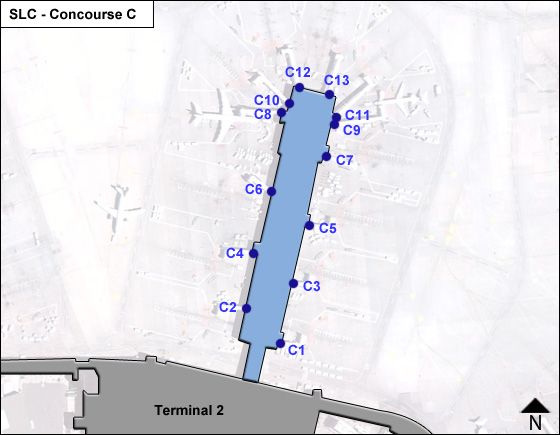 SLC - Concourse C
C12
C13
C10
C8
C11
C9
C7
C6
C5
C4
C3
C2
C1
Terminal 2
N